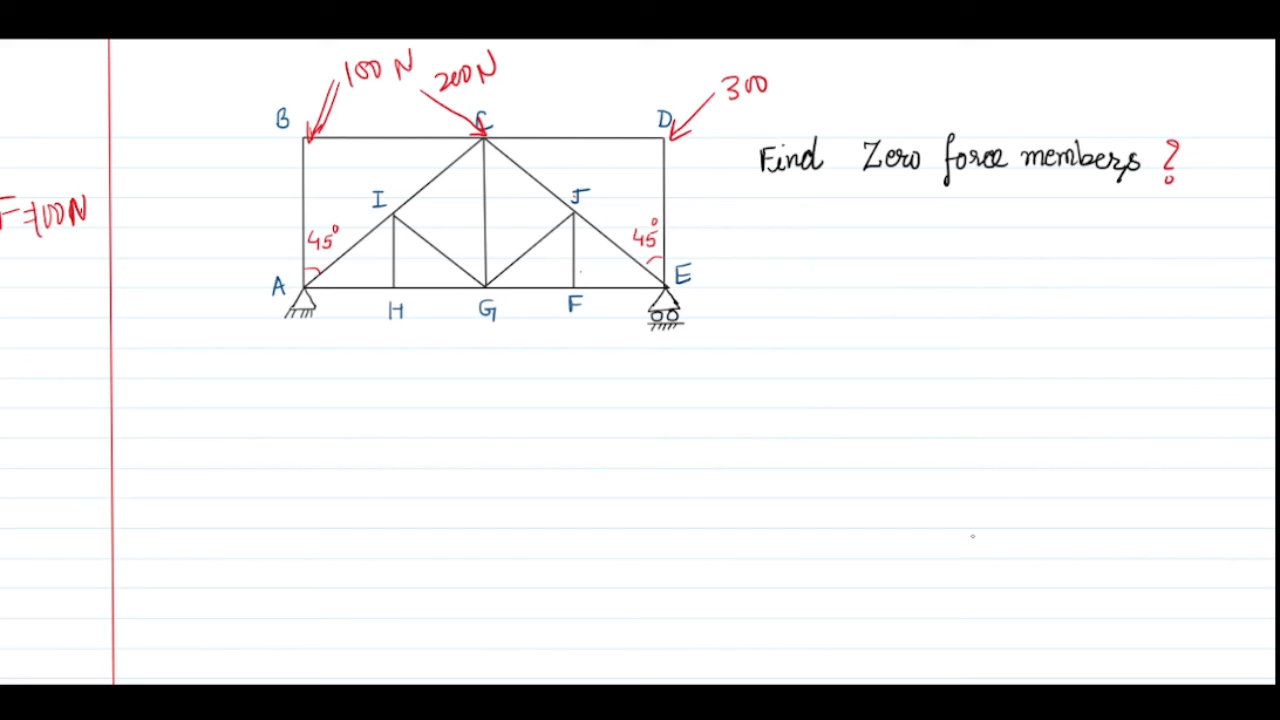 100 N
200N
300
B
C
D
Find Zero force members ?
I
J
F=100N
45°
45°
A
E
H
G
F